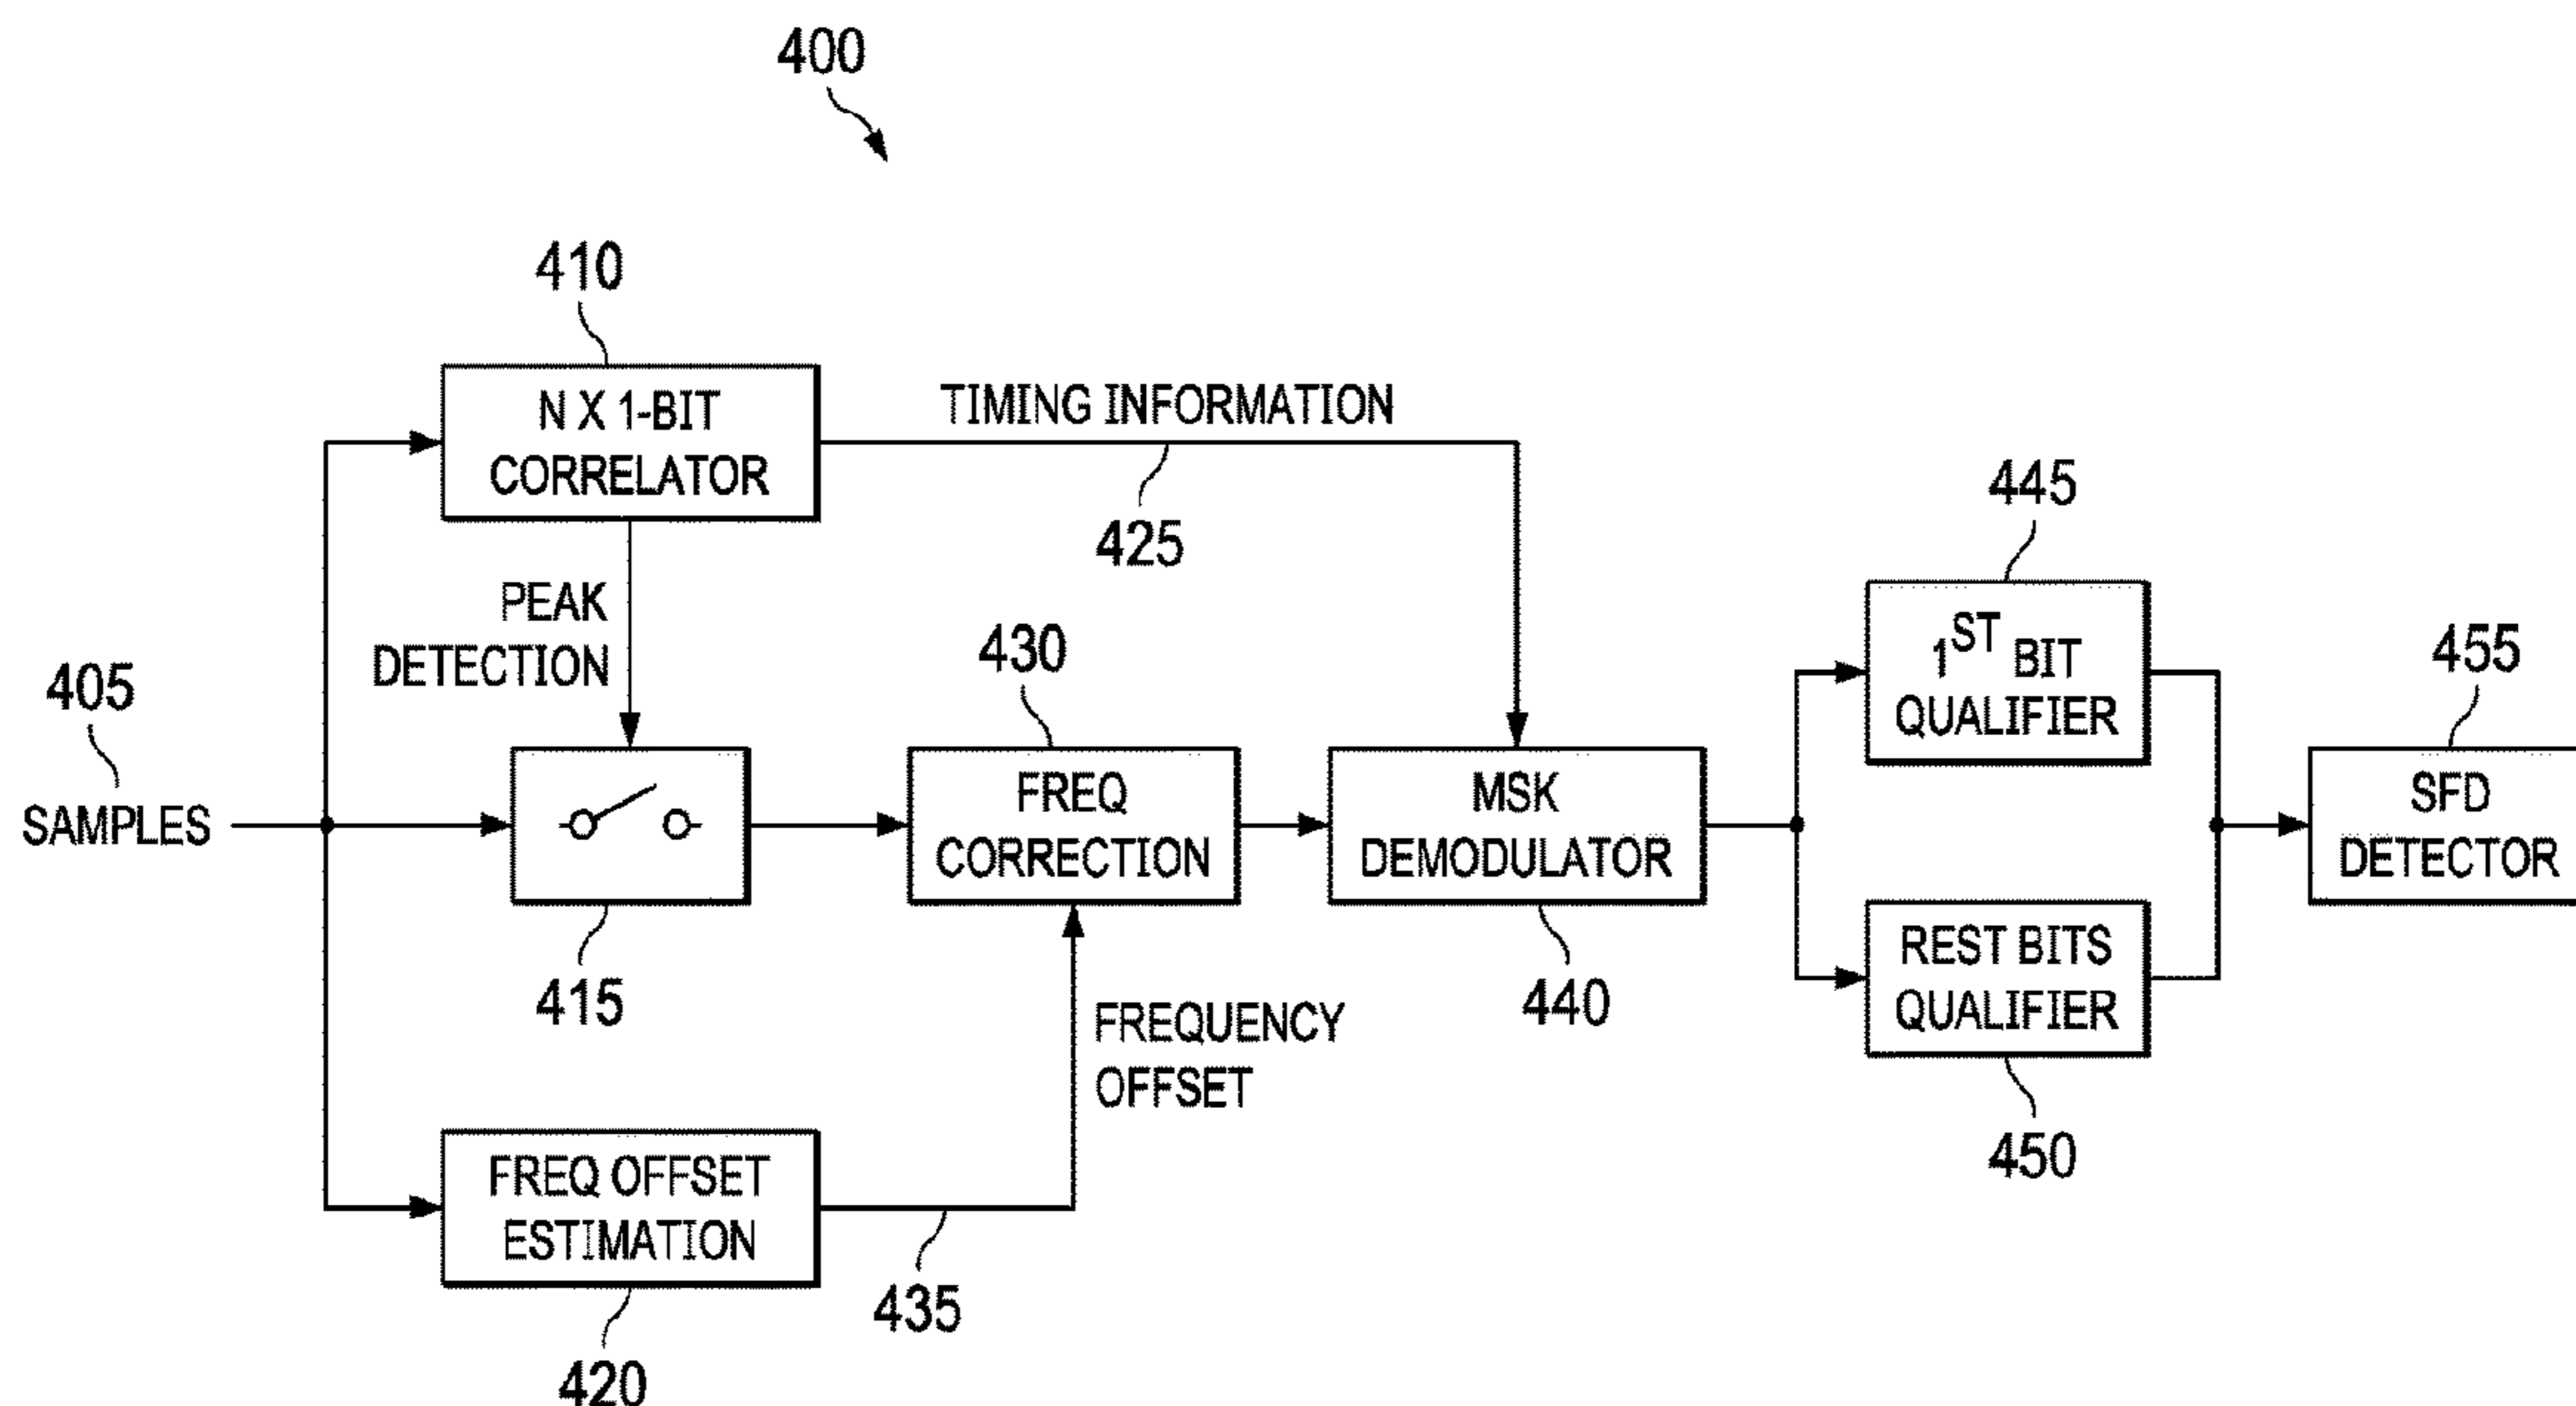 400
410
N X 1-BIT
CORRELATOR
TIMING INFORMATION
425
PEAK
DETECTION
405
SAMPLES
415
430
FREQ
CORRECTION
MSK
DEMODULATOR
440
445
1ST BIT
QUALIFIER
REST BITS
QUALIFIER
450
455
SFD
DETECTOR
FREQUENCY
OFFSET
FREQ OFFSET
ESTIMATION
435
420